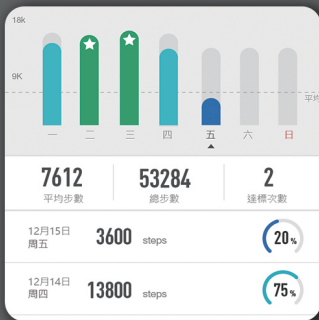 18k
9K
平均
一 二 三 四 五 六 日
7612 53284 2
平均步數 總步數 達標次數
12月15日
周五
3600 steps
20%
12月14日
周四
13800 steps
75%